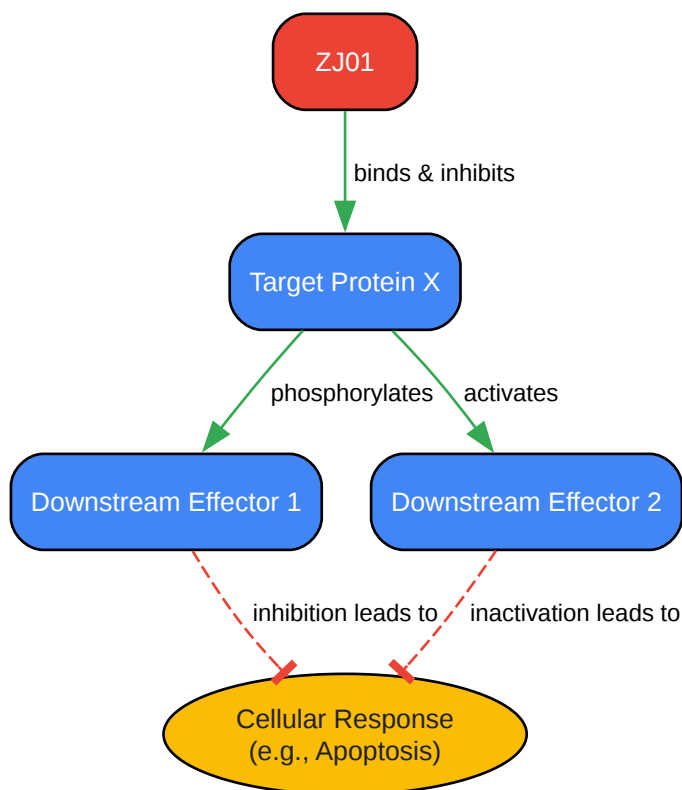 ZJ01
binds & inhibits
Target Protein X
phosphorylates
activates
Downstream Effector 1
Downstream Effector 2
inhibition leads to
inactivation leads to
Cellular Response
(e.g., Apoptosis)